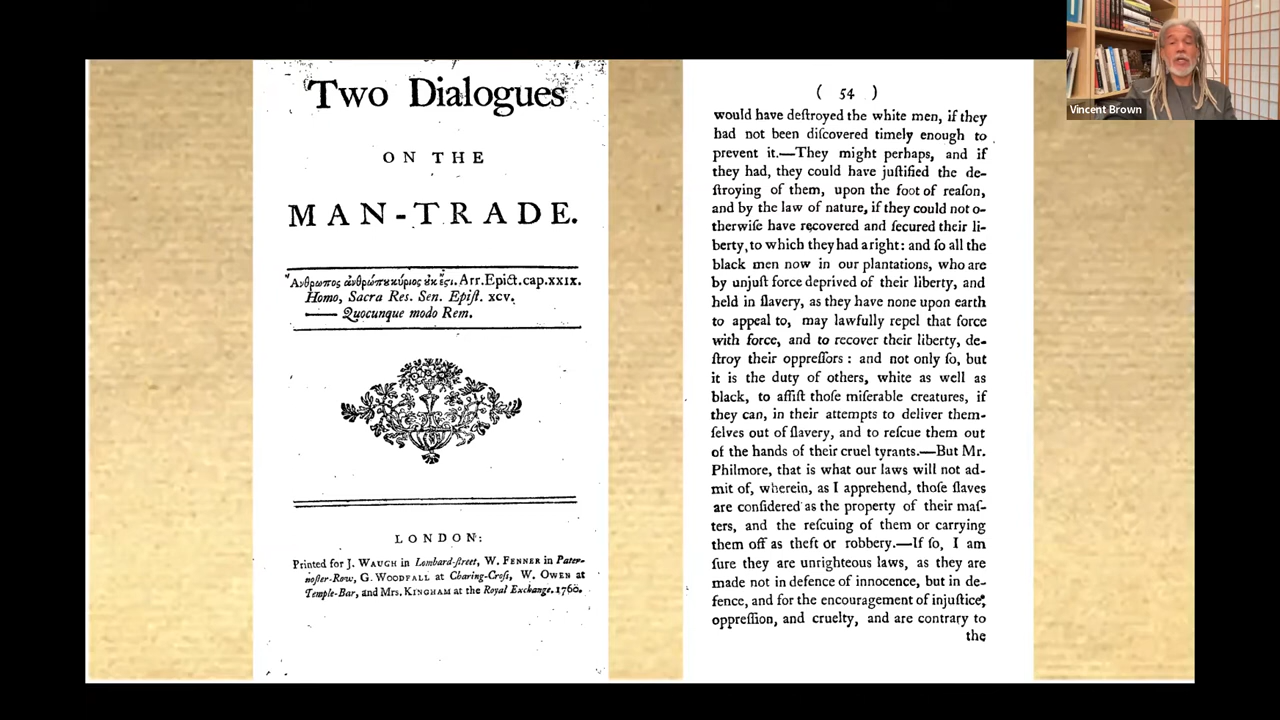 Two Dialogues
ON THE
MAN-TRADE.
Ἄνθρωπος ἀνθρώπου κύριος οὐκ ἔςι. Arr. Epict. cap. XXIX.
Homo, Sacra Res. Sen. Epiſt. XCV.
—— Quocunque modo Rem.
LONDON:
Printed for J. WAUGH in Lombard-ſtreet, W. FENNER in Pater-
noſter-Row, G. WOODFALL at Charing-Croſs, W. OWEN at
Temple-Bar, and Mrs. KINGHAM at the Royal Exchange. 1760.
( 54 )
would have deſtroyed the white men, if they
had not been diſcovered timely enough to
prevent it.—They might perhaps, and if
they had, they could have juſtified the de-
ſtroying of them, upon the foot of reaſon,
and by the law of nature, if they could not o-
therwiſe have recovered and ſecured their li-
berty, to which they had a right: and ſo all the
black men now in our plantations, who are
by unjuſt force deprived of their liberty, and
held in ſlavery, as they have none upon earth
to appeal to, may lawfully repel that force
with force, and to recover their liberty, de-
ſtroy their oppreſſors: and not only ſo, but
it is the duty of others, white as well as
black, to aſſiſt thoſe miſerable creatures, if
they can, in their attempts to deliver them-
ſelves out of ſlavery, and to reſcue them out
of the hands of their cruel tyrants.—But Mr.
Philmore, that is what our laws will not ad-
mit of, wherein, as I apprehend, thoſe ſlaves
are conſidered as the property of their maſ-
ters, and the reſcuing of them or carrying
them off as theft or robbery.—If ſo, I am
ſure they are unrighteous laws, as they are
made not in defence of innocence, but in de-
fence, and for the encouragement of injuſtice,
oppreſſion, and cruelty, and are contrary to
the
Vincent Brown